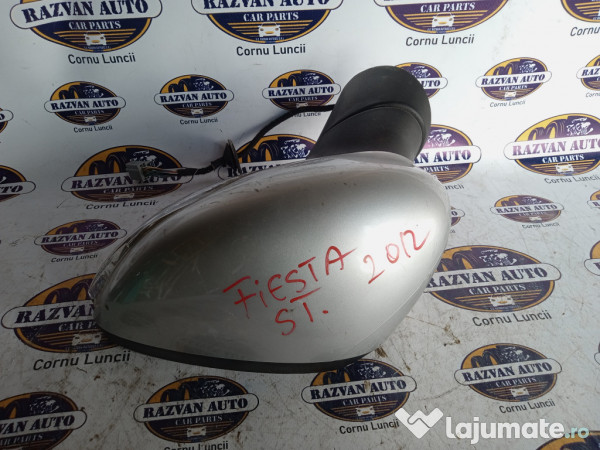 RAZVAN AUTO
CAR PARTS
Cornu Luncii
FIESTA 2012
ST.
lajumate.ro